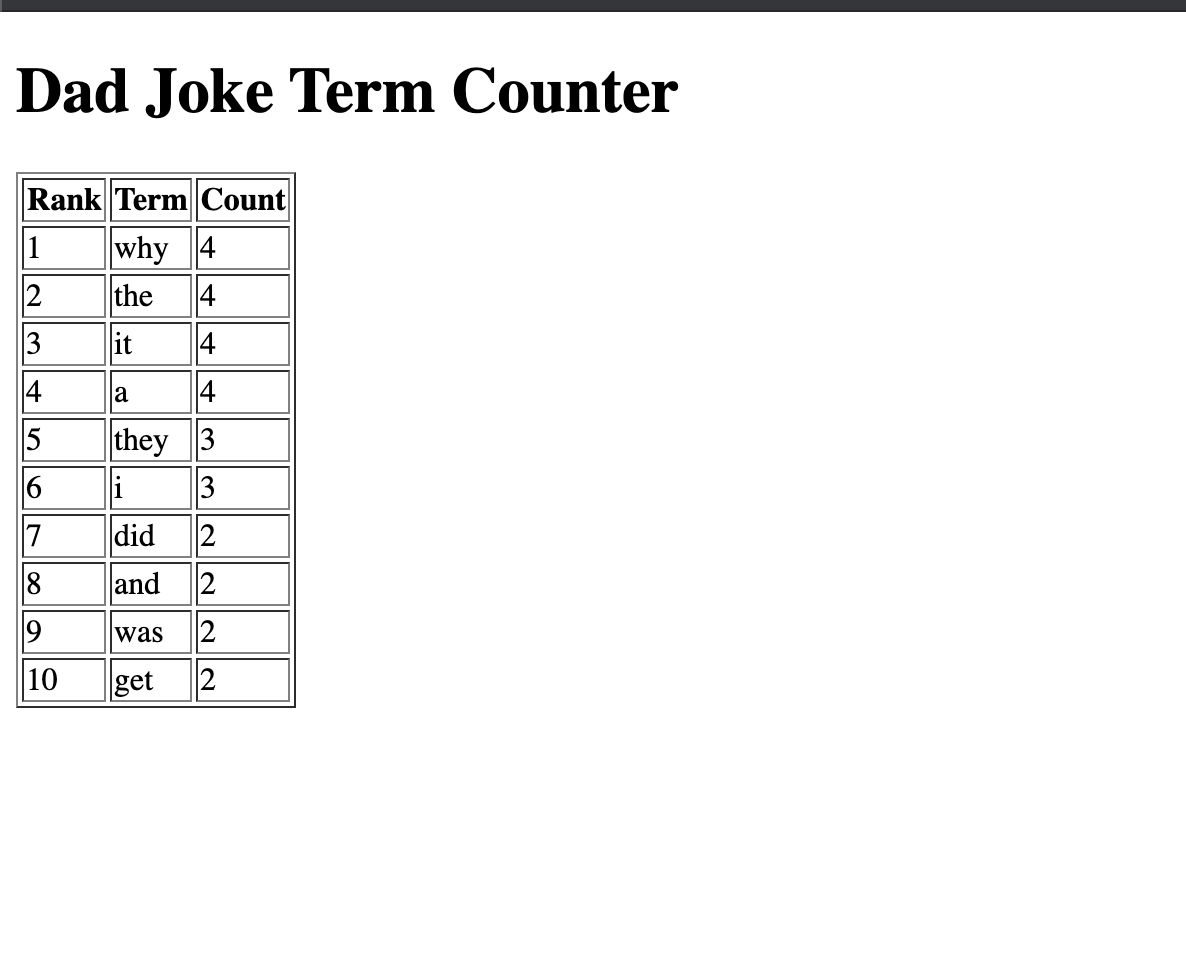 Dad Joke Term Counter
Rank Term Count
1 why 4
2 the 4
3 it 4
4 a 4
5 they 3
6 i 3
7 did 2
8 and 2
9 was 2
10 get 2